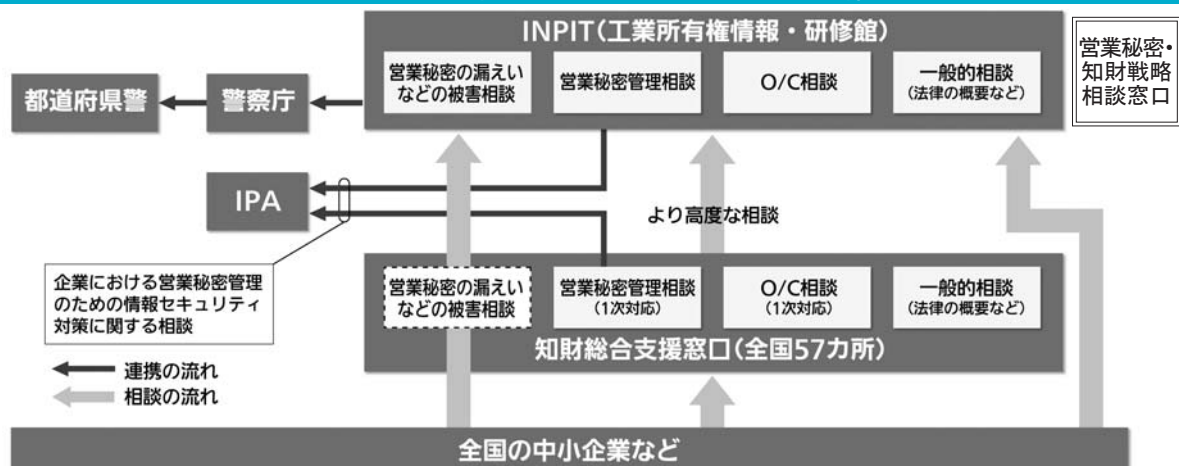 INPIT(工業所有権情報・研修館)
営業秘密の漏えい
などの被害相談
営業秘密管理相談
O/C相談
一般的相談
(法律の概要など)
営業秘密・
知財戦略
相談窓口
都道府県警
警察庁
IPA
より高度な相談
企業における営業秘密管理
のための情報セキュリティ
対策に関する相談
営業秘密の漏えい
などの被害相談
営業秘密管理相談
(1次対応)
O/C相談
(1次対応)
一般的相談
(法律の概要など)
知財総合支援窓口(全国57カ所)
連携の流れ
相談の流れ
全国の中小企業など